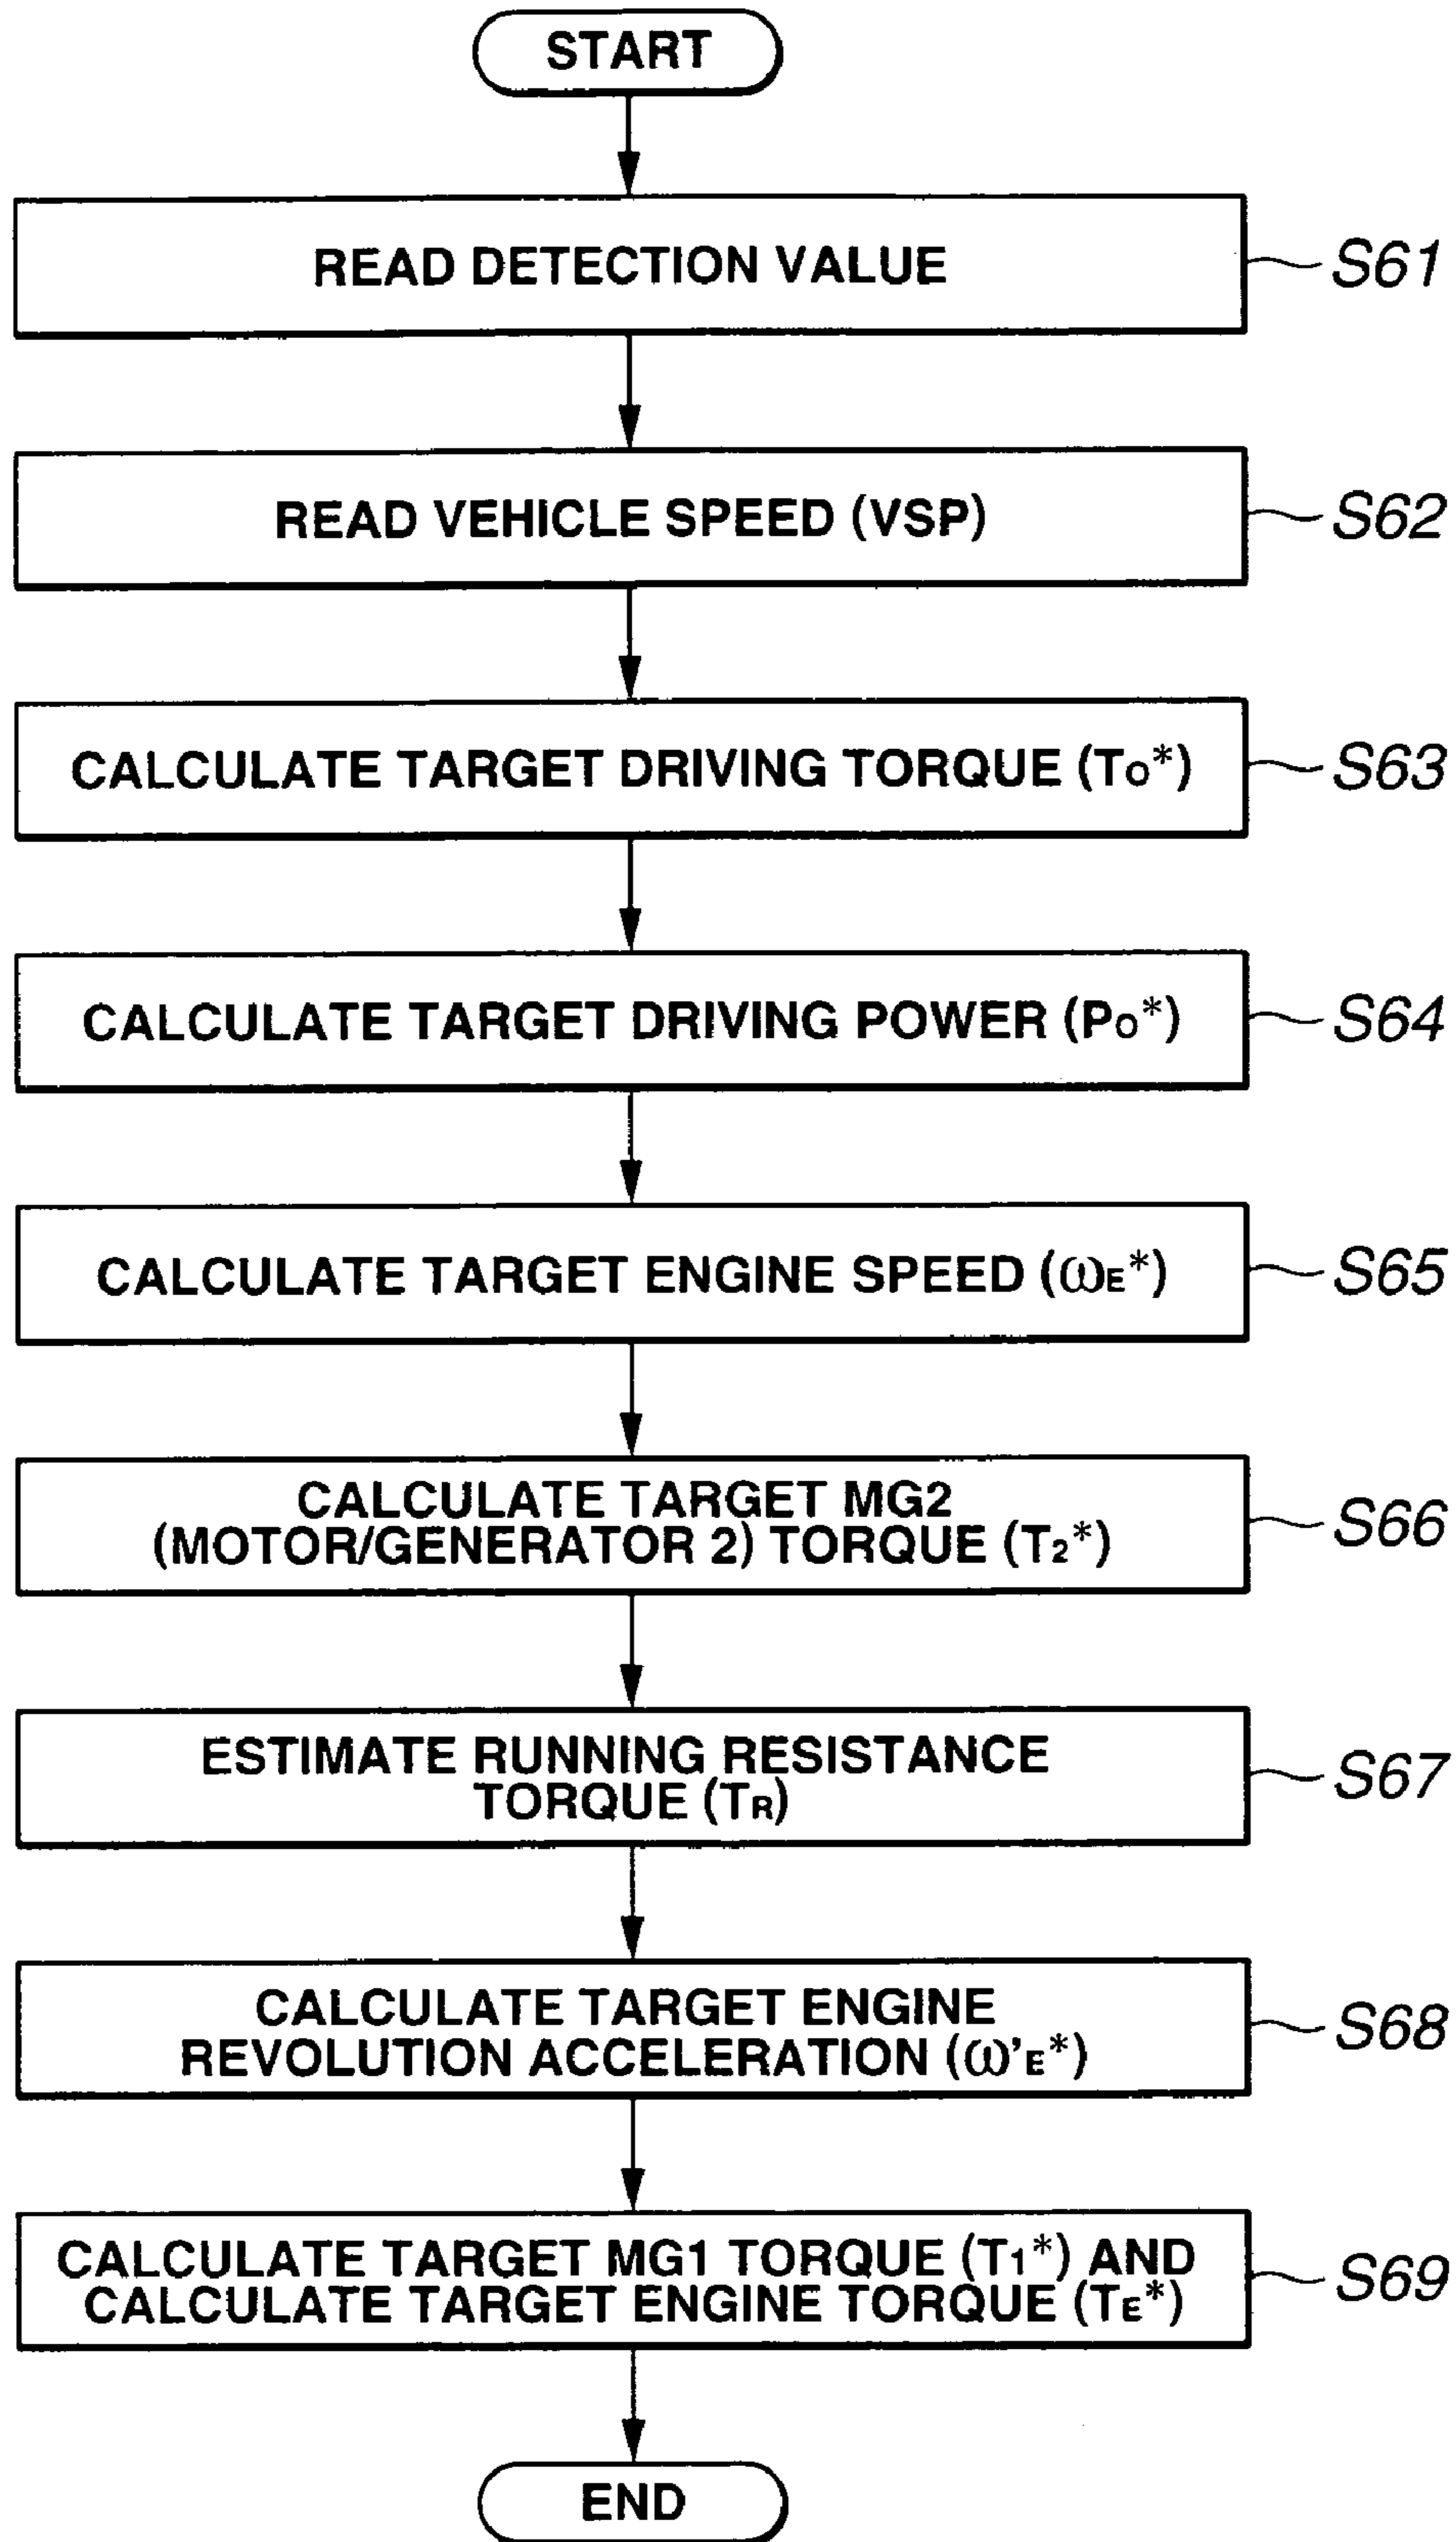 START
READ DETECTION VALUE
S61
READ VEHICLE SPEED (VSP)
S62
CALCULATE TARGET DRIVING TORQUE (To*)
S63
CALCULATE TARGET DRIVING POWER (Po*)
S64
CALCULATE TARGET ENGINE SPEED (ωE*)
S65
CALCULATE TARGET MG2
(MOTOR/GENERATOR 2) TORQUE (T2*)
S66
ESTIMATE RUNNING RESISTANCE
TORQUE (TR)
S67
CALCULATE TARGET ENGINE
REVOLUTION ACCELERATION (ω'E*)
S68
CALCULATE TARGET MG1 TORQUE (T1*) AND
CALCULATE TARGET ENGINE TORQUE (TE*)
S69
END